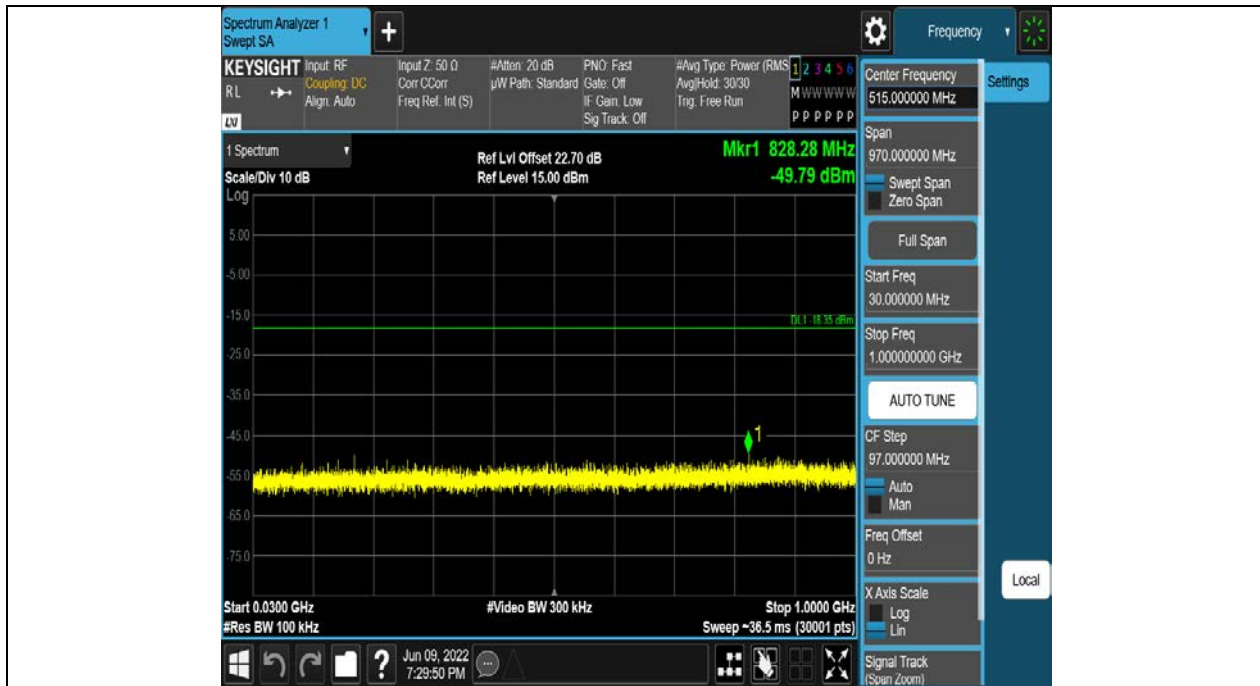 Spectrum Analyzer 1
Swept SA
+
Frequency
KEYSIGHT
RL
LXI
Input: RF
Coupling: DC
Align: Auto
Input Z: 50 Ω
Corr CCorr
Freq Ref: Int (S)
#Atten: 20 dB
µW Path: Standard
PNO: Fast
Gate: Off
IF Gain: Low
Sig Track: Off
#Avg Type: Power (RMS
Avg|Hold: 30/30
Trig: Free Run
1 2 3 4 5 6
M W W W W W
P P P P P P
1 Spectrum
Scale/Div 10 dB
Log
Ref Lvl Offset 22.70 dB
Ref Level 15.00 dBm
Mkr1 828.28 MHz
-49.79 dBm
5.00
-5.00
-15.0
-25.0
-35.0
-45.0
-55.0
-65.0
-75.0
DL1 -18.35 dBm
1
Start 0.0300 GHz
#Res BW 100 kHz
#Video BW 300 kHz
Stop 1.0000 GHz
Sweep ~36.5 ms (30001 pts)
?
Jun 09, 2022
7:29:50 PM
Center Frequency
515.000000 MHz
Span
970.000000 MHz
Swept Span
Zero Span
Full Span
Start Freq
30.000000 MHz
Stop Freq
1.000000000 GHz
AUTO TUNE
CF Step
97.000000 MHz
Auto
Man
Freq Offset
0 Hz
X Axis Scale
Log
Lin
Signal Track
(Span Zoom)
Settings
Local